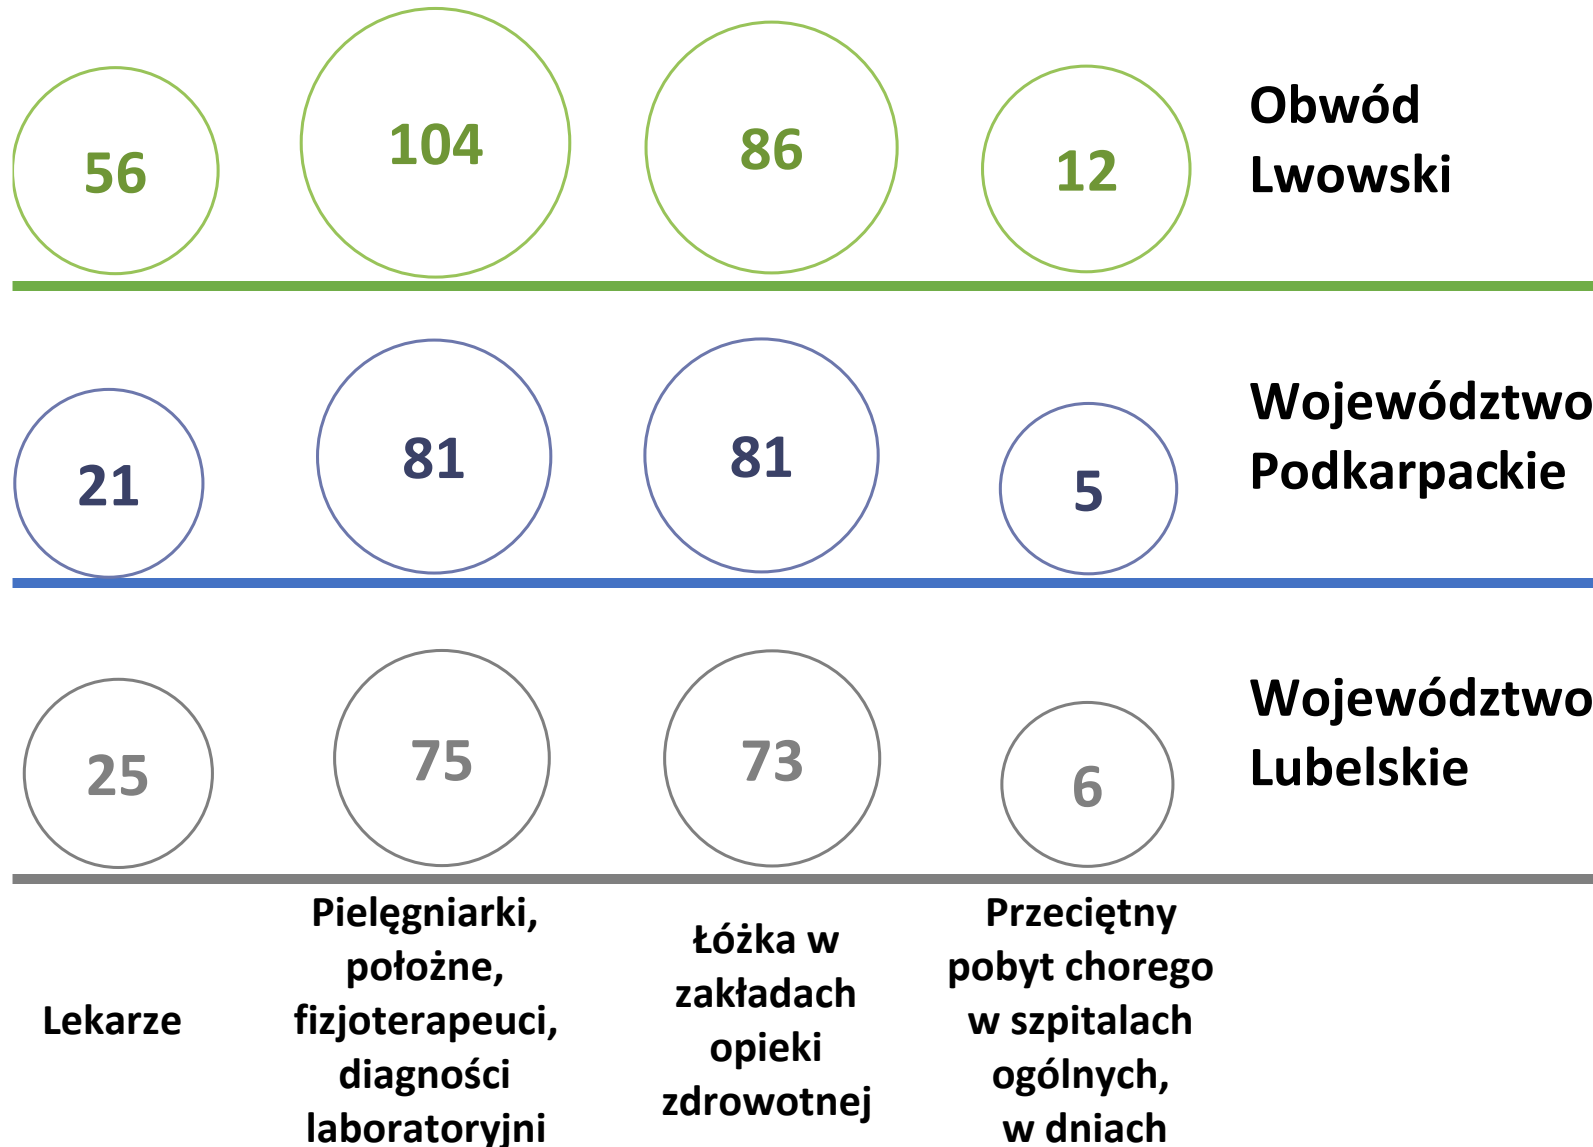 56
104
86
12
Obwód
Lwowski
21
81
81
5
Województwo
Podkarpackie
25
75
73
6
Województwo
Lubelskie
Lekarze
Pielęgniarki,
położne,
fizjoterapeuci,
diagności
laboratoryjni
Łóżka w
zakładach
opieki
zdrowotnej
Przeciętny
pobyt chorego
w szpitalach
ogólnych,
w dniach